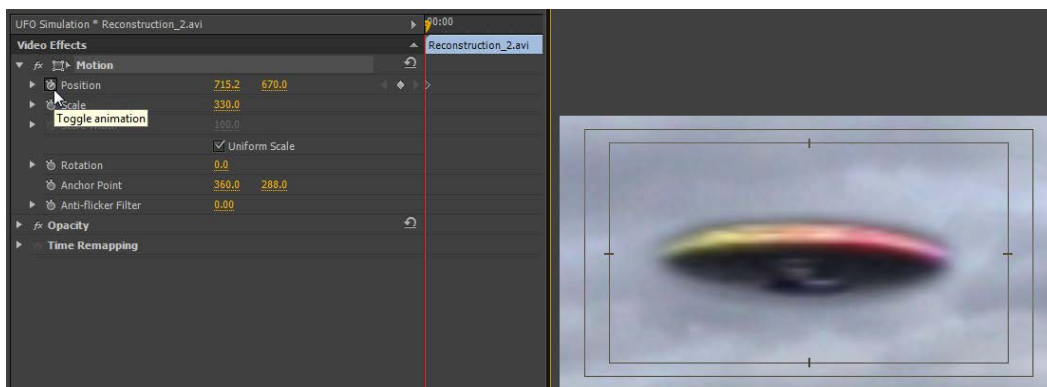 UFO Simulation * Reconstruction_2.avi
00:00
Video Effects
Reconstruction_2.avi
fx Motion
Position 715.2 670.0
Scale 330.0
Toggle animation
100.0
Uniform Scale
Rotation 0.0
Anchor Point 360.0 288.0
Anti-flicker Filter 0.00
fx Opacity
Time Remapping